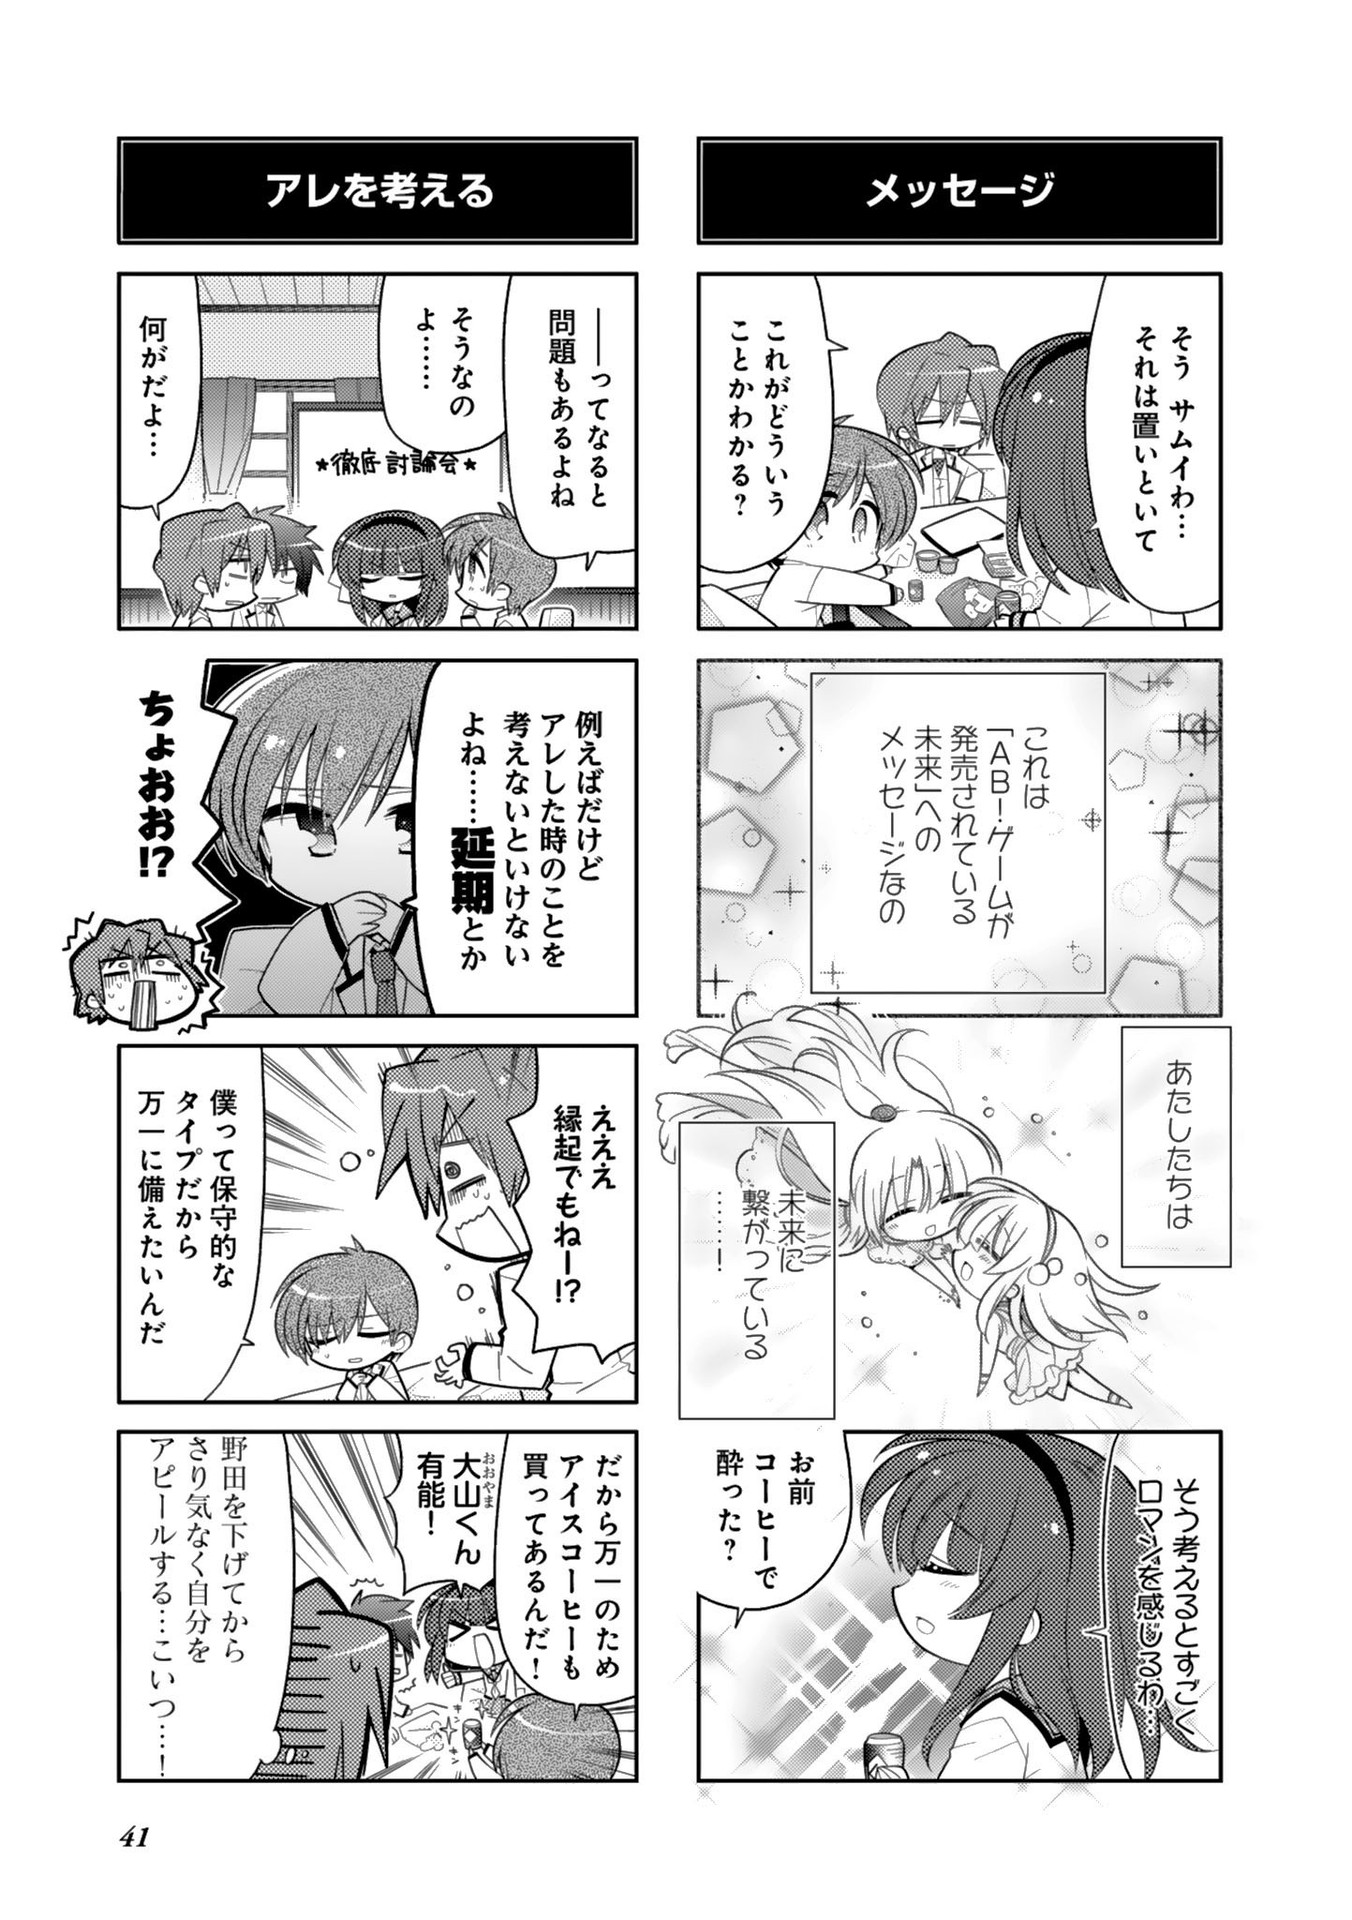 メッセージ
そう サムイわ…
それは置いといて
これがどういう
ことかわかる？
これは
「AB！ゲームが
発売されている
未来」への
メッセージなの
あたしたちは
未来に
繋がっている
……！
そう考えるとすごく
ロマンを感じるわ…
お前
コーヒーで
酔った？
アレを考える
――ってなると
問題もあるよね
そうなの
よ……
★徹底討論会★
何がだよ…
例えばだけど
アレした時のことを
考えないといけない
よね……延期とか
ちょおお！？
えええ
縁起でもねー！？
僕って保守的な
タイプだから
万一に備えたいんだ
だから万一のため
アイスコーヒーも
買ってあるんだ！
大山くん
おおやま
有能！
キン
キン
野田を下げてから
さり気なく自分を
アピールする…こいつ…！
41